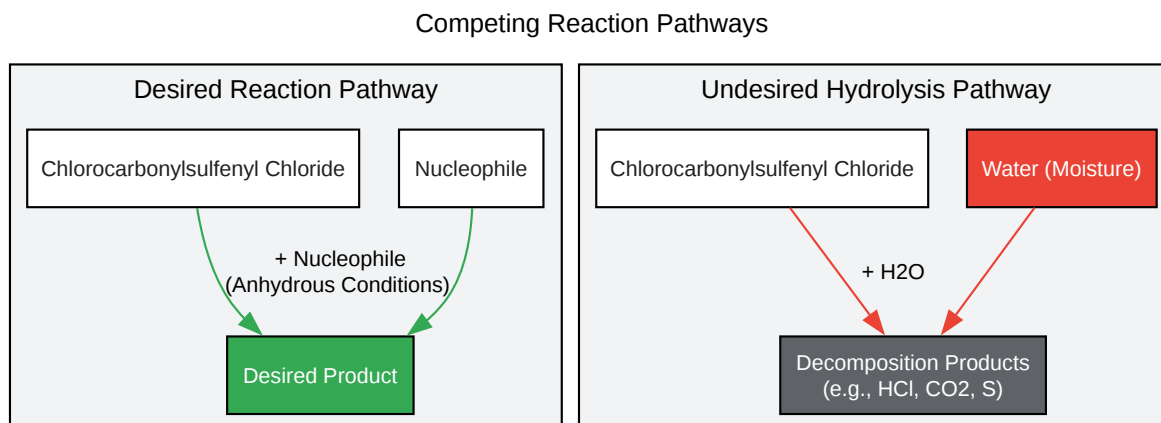 Competing Reaction Pathways
Desired Reaction Pathway
Chlorocarbonylsulfenyl Chloride
Nucleophile
+ Nucleophile
(Anhydrous Conditions)
Desired Product
Undesired Hydrolysis Pathway
Chlorocarbonylsulfenyl Chloride
Water (Moisture)
+ H2O
Decomposition Products
(e.g., HCl, CO2, S)